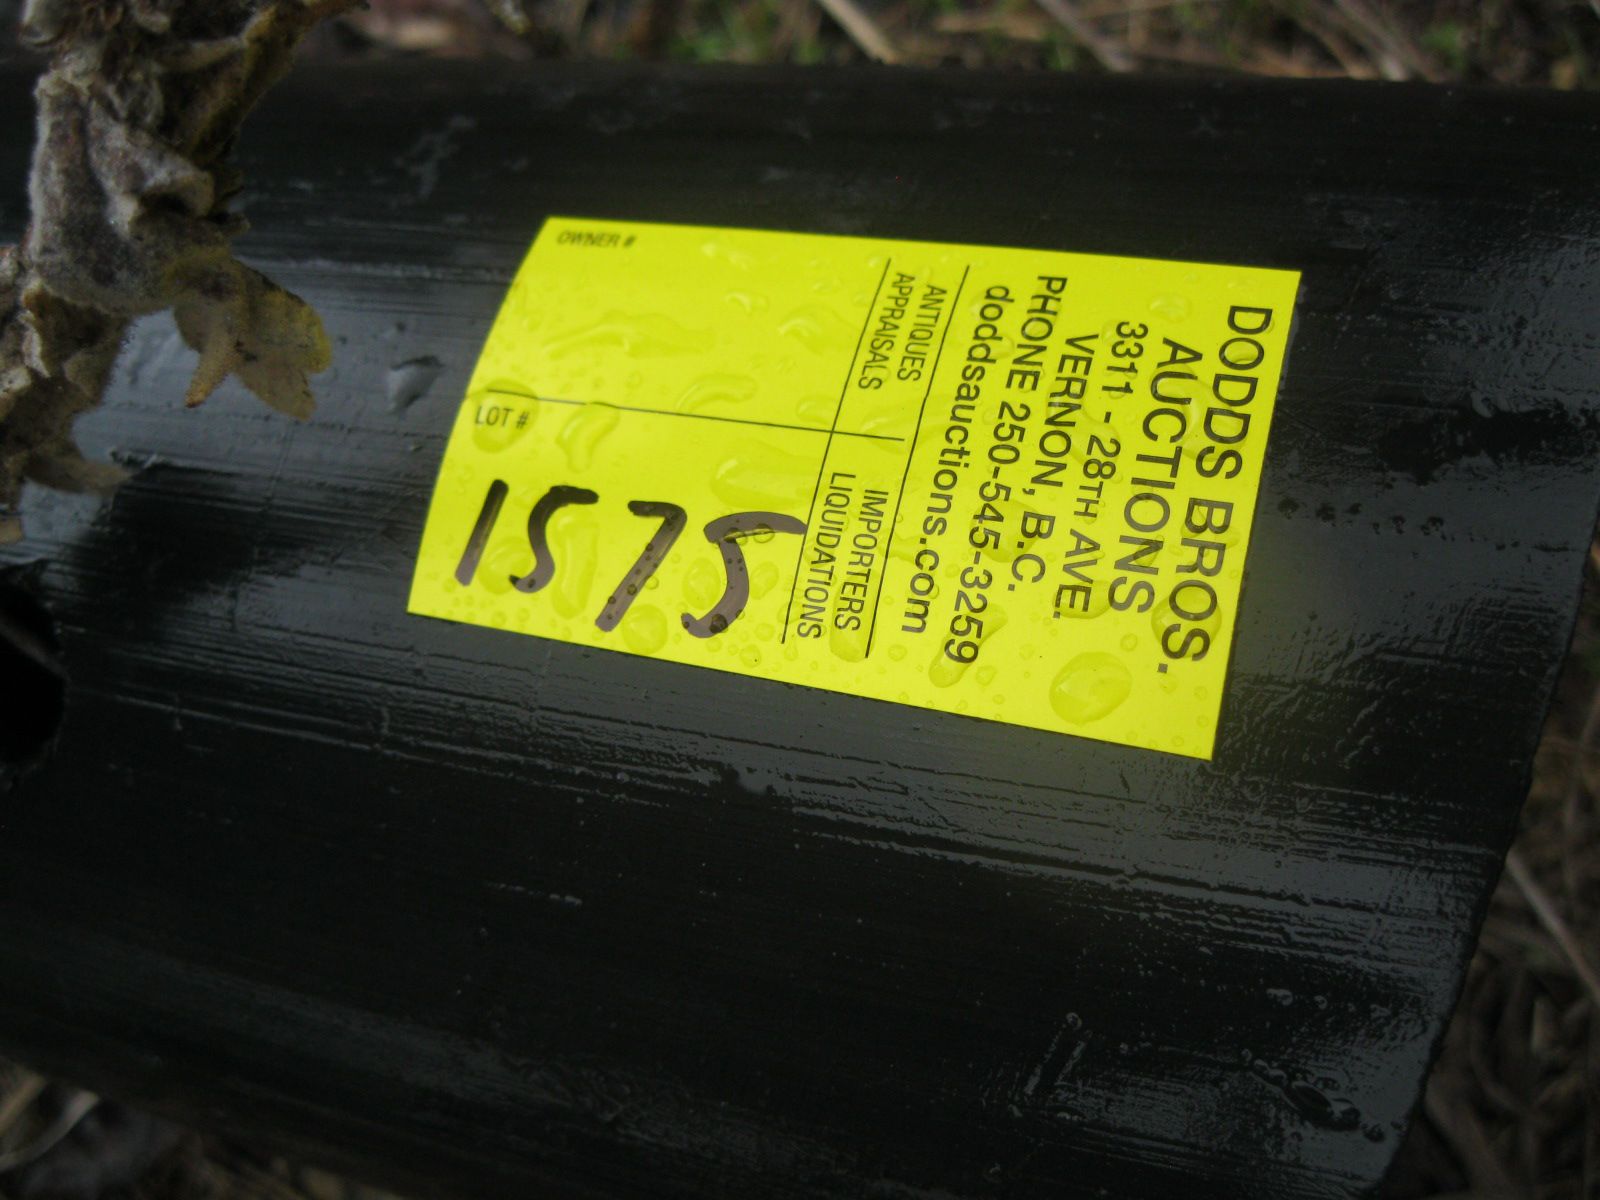 DODDS BROS.
AUCTIONS
3311 - 28TH AVE.
VERNON, B.C.
PHONE 250-545-3259
doddsauctions.com
ANTIQUES
APPRAISALS
IMPORTERS
LIQUIDATIONS
OWNER #
LOT #
1575